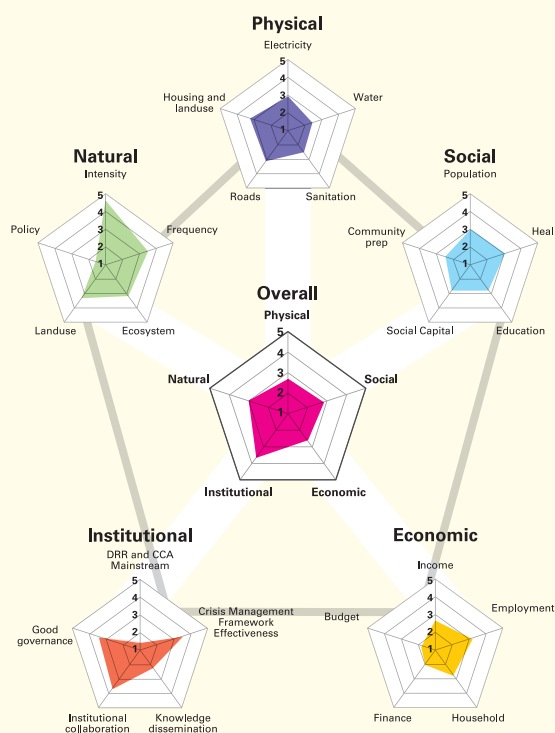 Physical
Electricity
5
4
3
2
1
Housing and
landuse
Water
Roads
Sanitation
Natural
Intensity
5
4
3
2
1
Policy
Frequency
Landuse
Ecosystem
Social
Population
5
4
3
2
1
Community
prep
Heal
Social Capital
Education
Overall
Physical
5
4
3
2
1
Natural
Social
Institutional
Economic
Institutional
DRR and CCA
Mainstream
5
4
3
2
1
Good
governance
Crisis Management
Framework
Effectiveness
Institutional
collaboration
Knowledge
dissemination
Economic
Income
5
4
3
2
1
Budget
Employment
Finance
Household